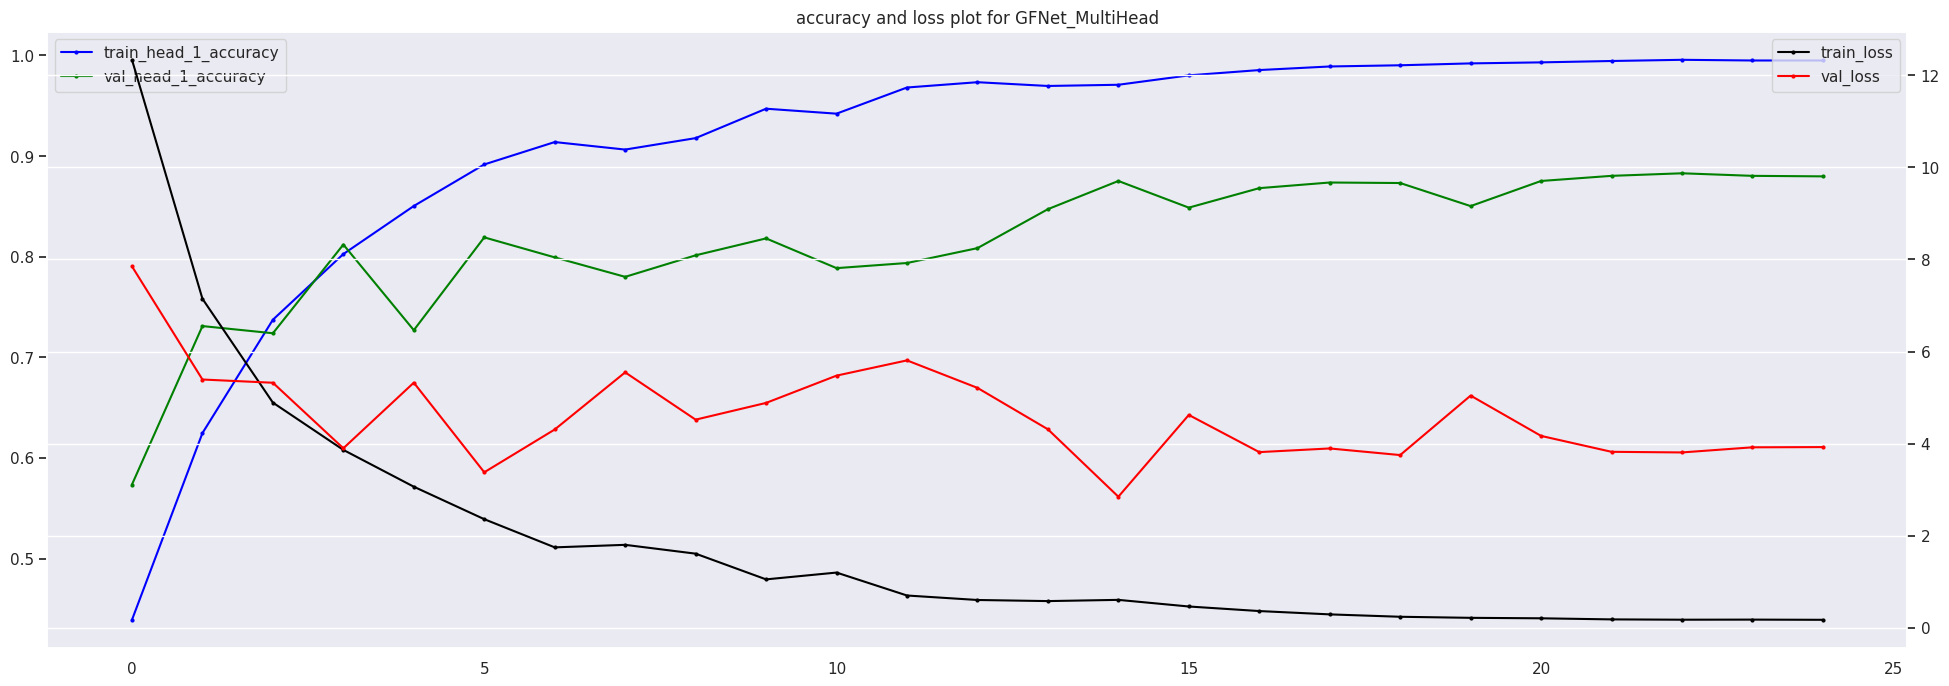 accuracy and loss plot for GFNet_MultiHead
train_head_1_accuracy
val_head_1_accuracy
train_loss
val_loss
1.0
0.9
0.8
0.7
0.6
0.5
12
10
8
6
4
2
0
0 5 10 15 20 25